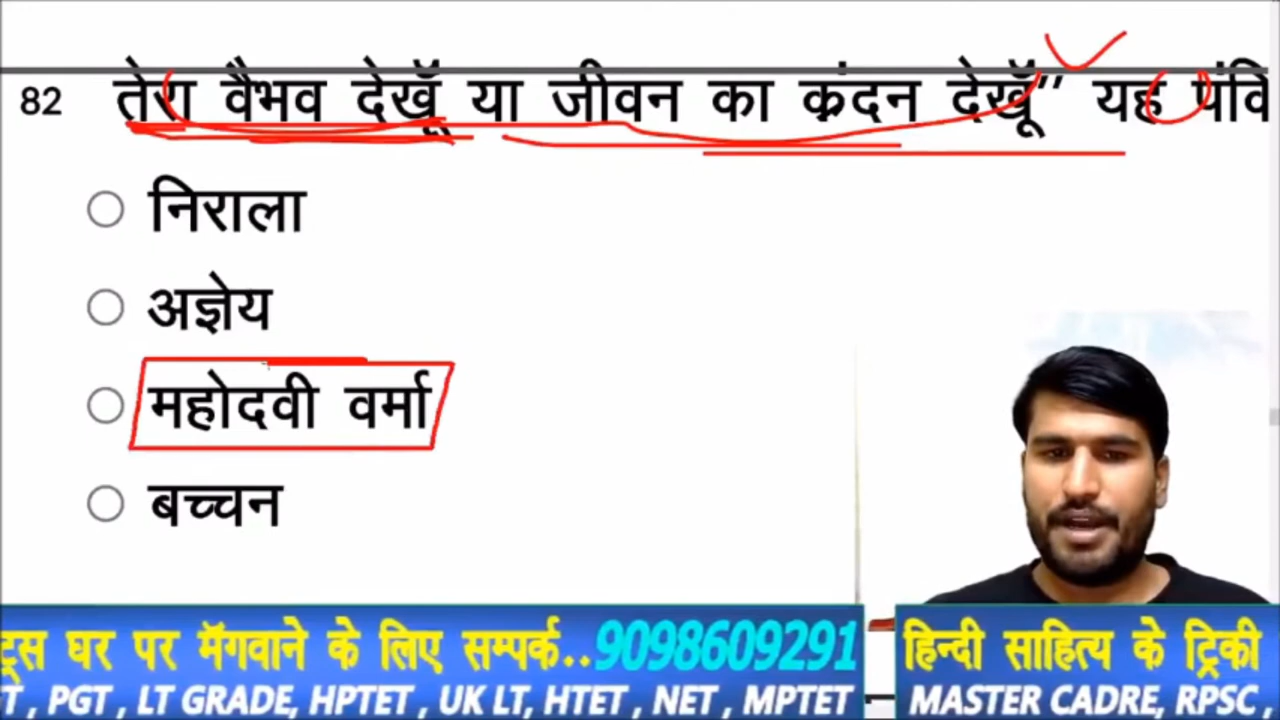 82 तेरा वैभव देखूॅ या जीवन का क्रंदन देखूॅ” यह
निराला
अज्ञेय
महोदवी वर्मा
बच्चन
घर पर मॅगवाने के लिए सम्पर्क..9098609291
हिन्दी साहित्य के ट्रिकी
, PGT , LT GRADE, HPTET , UK LT, HTET , NET , MPTET
MASTER CADRE, RPSC ,